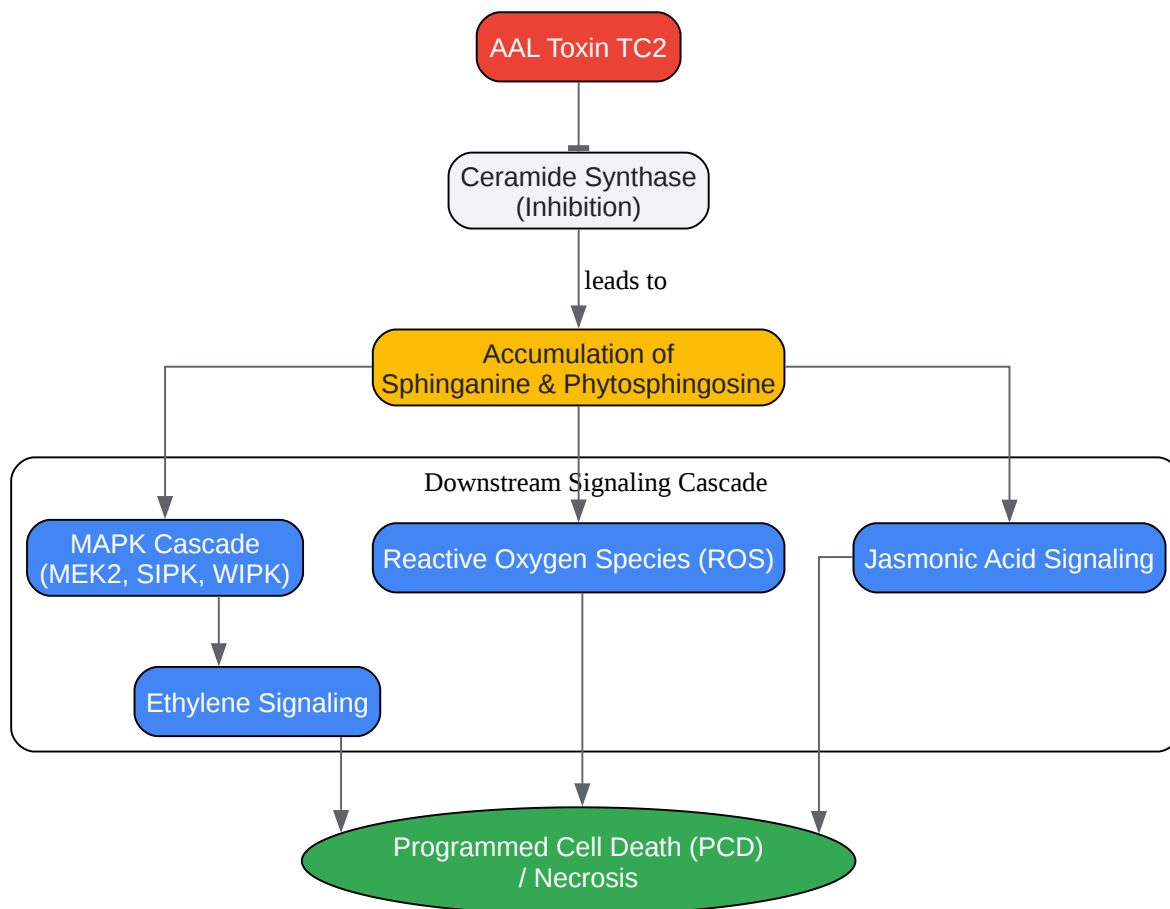 AAL Toxin TC2
Ceramide Synthase
(Inhibition)
leads to
Accumulation of
Sphinganine & Phytosphingosine
Downstream Signaling Cascade
MAPK Cascade
(MEK2, SIPK, WIPK)
Reactive Oxygen Species (ROS)
Jasmonic Acid Signaling
Ethylene Signaling
Programmed Cell Death (PCD)
/ Necrosis